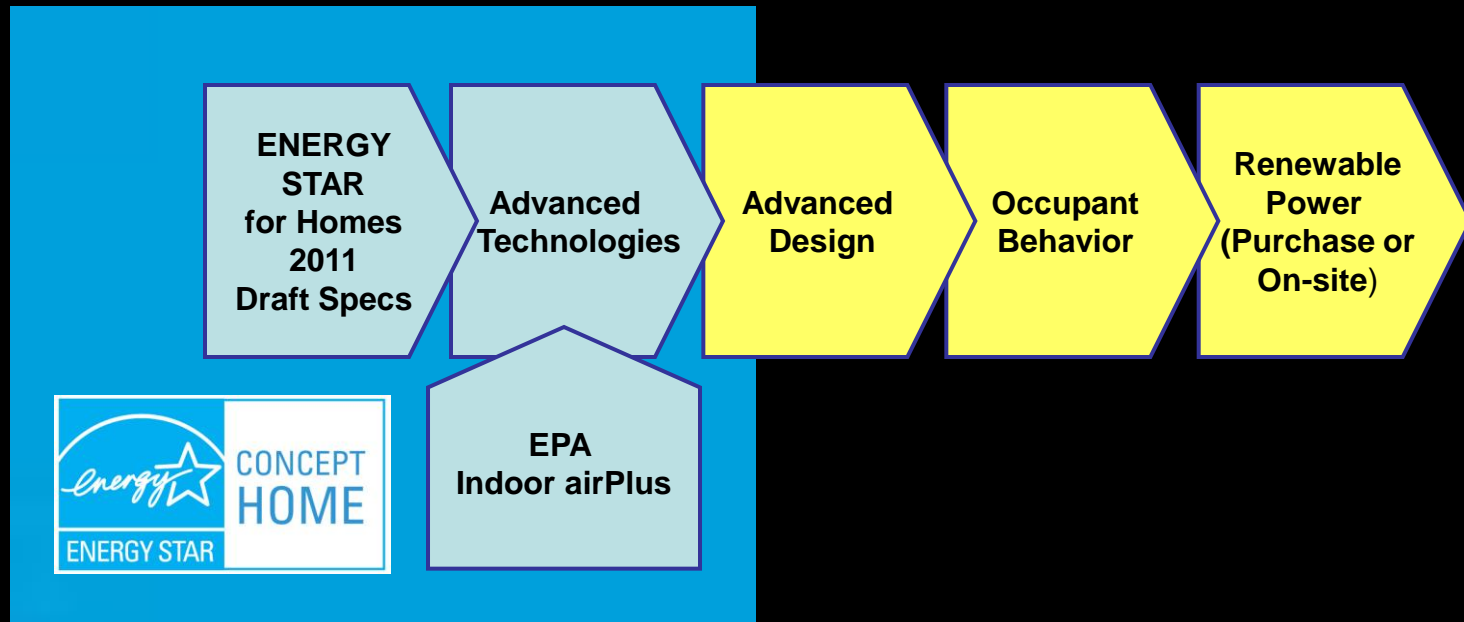 ENERGY
STAR
for Homes
2011
Draft Specs
Advanced
Technologies
Advanced
Design
Occupant
Behavior
Renewable
Power
(Purchase or
On-site)
EPA
Indoor airPlus
energy
ENERGY STAR
CONCEPT
HOME